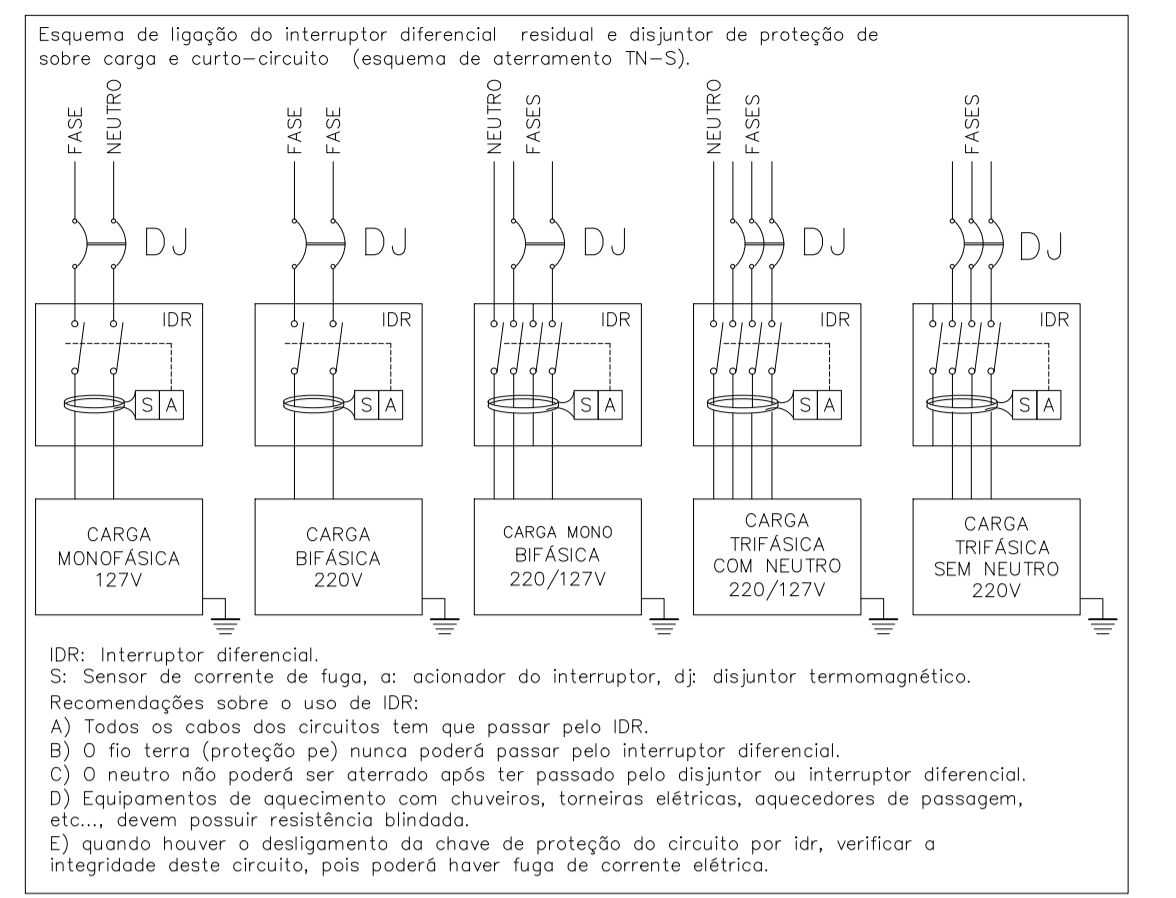 Esquema de ligação do interruptor diferencial residual e disjuntor de proteção de
sobre carga e curto-circuito (esquema de aterramento TN-S).
FASE
NEUTRO
FASE
FASE
NEUTRO
FASES
NEUTRO
FASES
FASES
DJ
DJ
DJ
DJ
DJ
IDR
IDR
IDR
IDR
IDR
S A
S A
S A
S A
S A
CARGA
MONOFÁSICA
127V
CARGA
BIFÁSICA
220V
CARGA MONO
BIFÁSICA
220/127V
CARGA
TRIFÁSICA
COM NEUTRO
220/127V
CARGA
TRIFÁSICA
SEM NEUTRO
220V
IDR: Interruptor diferencial.
S: Sensor de corrente de fuga, a: acionador do interruptor, dj: disjuntor termomagnético.
Recomendações sobre o uso de IDR:
A) Todos os cabos dos circuitos tem que passar pelo IDR.
B) O fio terra (proteção pe) nunca poderá passar pelo interruptor diferencial.
C) O neutro não poderá ser aterrado após ter passado pelo disjuntor ou interruptor diferencial.
D) Equipamentos de aquecimento com chuveiros, torneiras elétricas, aquecedores de passagem,
etc..., devem possuir resistência blindada.
E) quando houver o desligamento da chave de proteção do circuito por idr, verificar a
integridade deste circuito, pois poderá haver fuga de corrente elétrica.